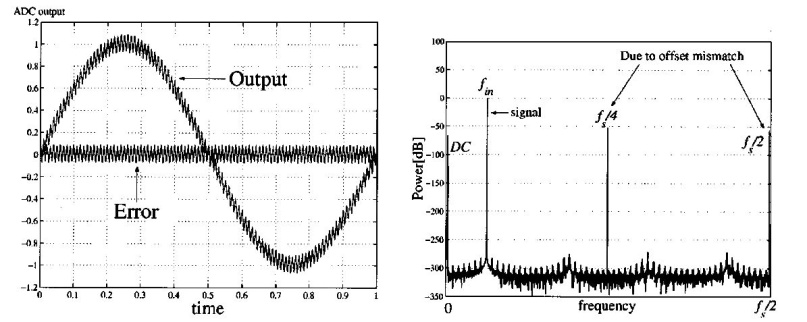 ADC output
1.2
1
0.8
0.6
0.4
0.2
0
−0.2
−0.4
−0.6
−0.8
−1
−1.2
Output
Error
0 0.1 0.2 0.3 0.4 0.5 0.6 0.7 0.8 0.9 1
time
100
50
0
−50
−100
−150
−200
−250
−300
−350
Power[dB]
Due to offset mismatch
f_in
signal
f_s/4
f_s/2
DC
0
frequency
f_s/2